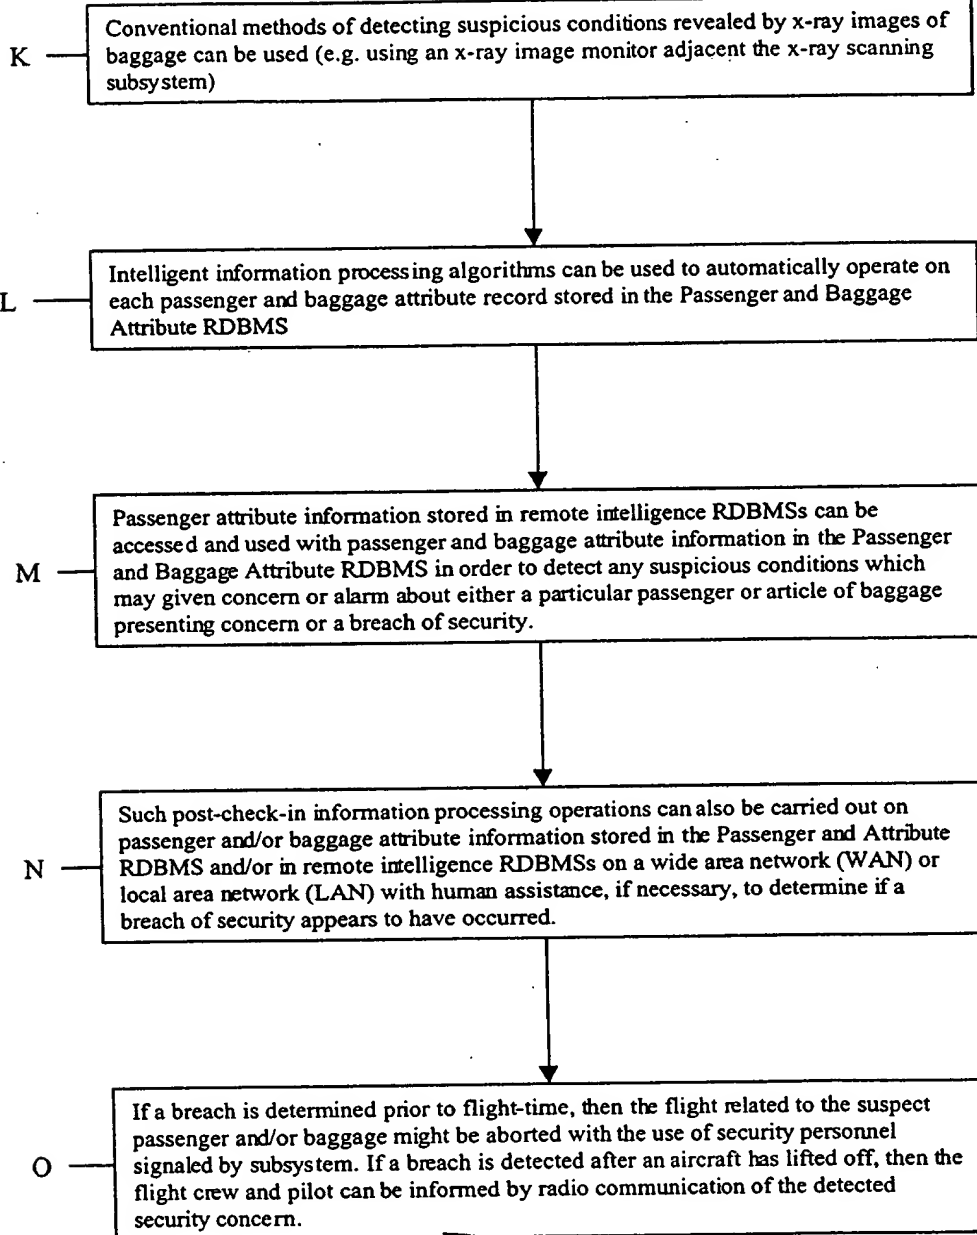 Conventional methods of detecting suspicious conditions revealed by x-ray images of
K
baggage can be used (e.g. using an x-ray image monitor adjacent the x-ray scanning
subsystem)
Intelligent information processing algorithms can be used to automatically operate on
L
each passenger and baggage attribute record stored in the Passenger and Baggage
Attribute RDBMS
Passenger attribute information stored in remote intelligence RDBMSs can be
accessed and used with passenger and baggage attribute information in the Passenger
M
and Baggage Attribute RDBMS in order to detect any suspicious conditions which
may given concern or alarm about either a particular passenger or article of baggage
presenting concern or a breach of security.
Such post-check-in information processing operations can also be carried out on
passenger and/or baggage attribute information stored in the Passenger and Attribute
N
RDBMS and/or in remote intelligence RDBMSs on a wide area network (WAN) or
local area network (LAN) with human assistance, if necessary, to determine if a
breach of security appears to have occurred.
If a breach is determined prior to flight-time, then the flight related to the suspect
passenger and/or baggage might be aborted with the use of security personnel
O
signaled by subsystem. If a breach is detected after an aircraft has lifted off, then the
flight crew and pilot can be informed by radio communication of the detected
security concern.